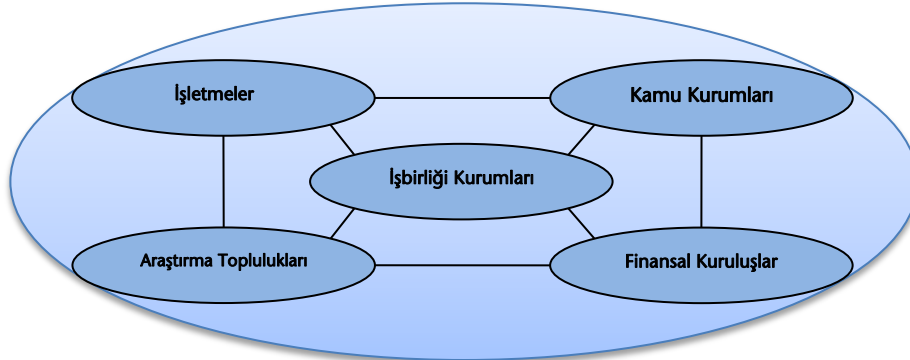 İşletmeler
Kamu Kurumları
İşbirliği Kurumları
Araştırma Toplulukları
Finansal Kuruluşlar